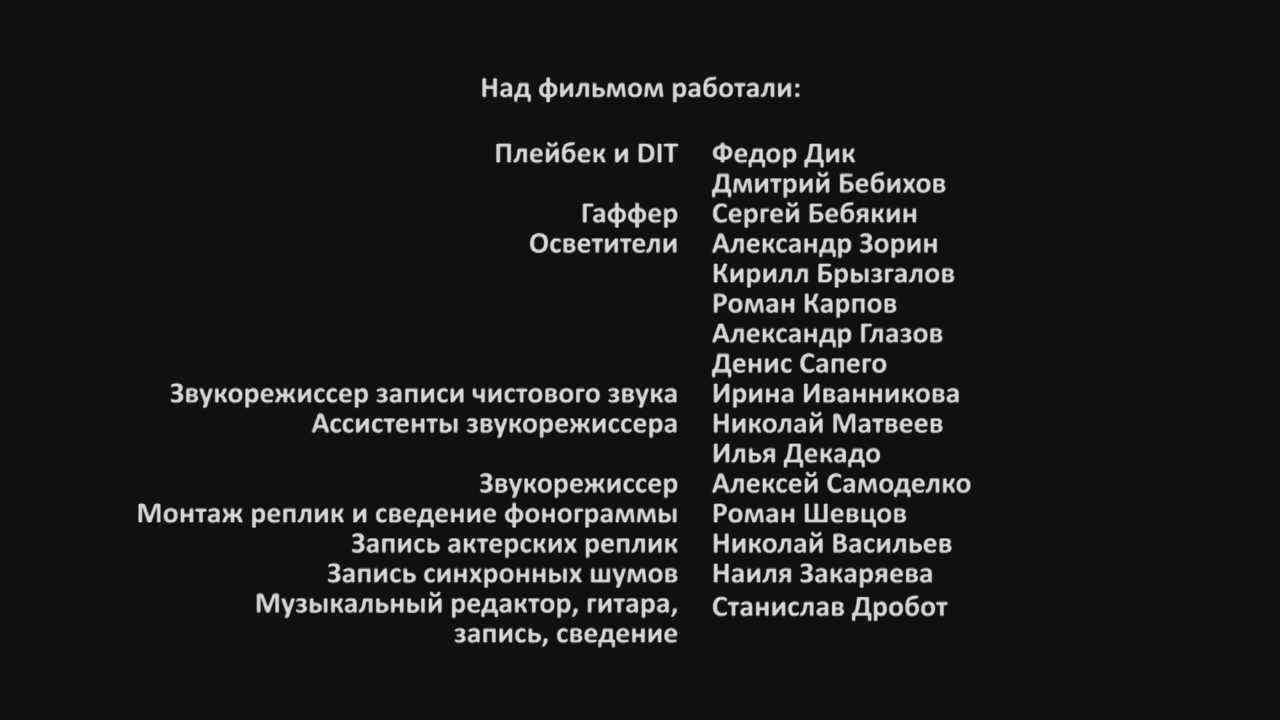 Над фильмом работали:
Плейбек и DIT Федор Дик
Дмитрий Бебихов
Гаффер Сергей Бебякин
Осветители Александр Зорин
Кирилл Брызгалов
Роман Карпов
Александр Глазов
Денис Сапего
Звукорежиссер записи чистового звука Ирина Иванникова
Ассистенты звукорежиссера Николай Матвеев
Илья Декадо
Звукорежиссер Алексей Самоделко
Монтаж реплик и сведение фонограммы Роман Шевцов
Запись актерских реплик Николай Васильев
Запись синхронных шумов Наиля Закаряева
Музыкальный редактор, гитара, Станислав Дробот
запись, сведение